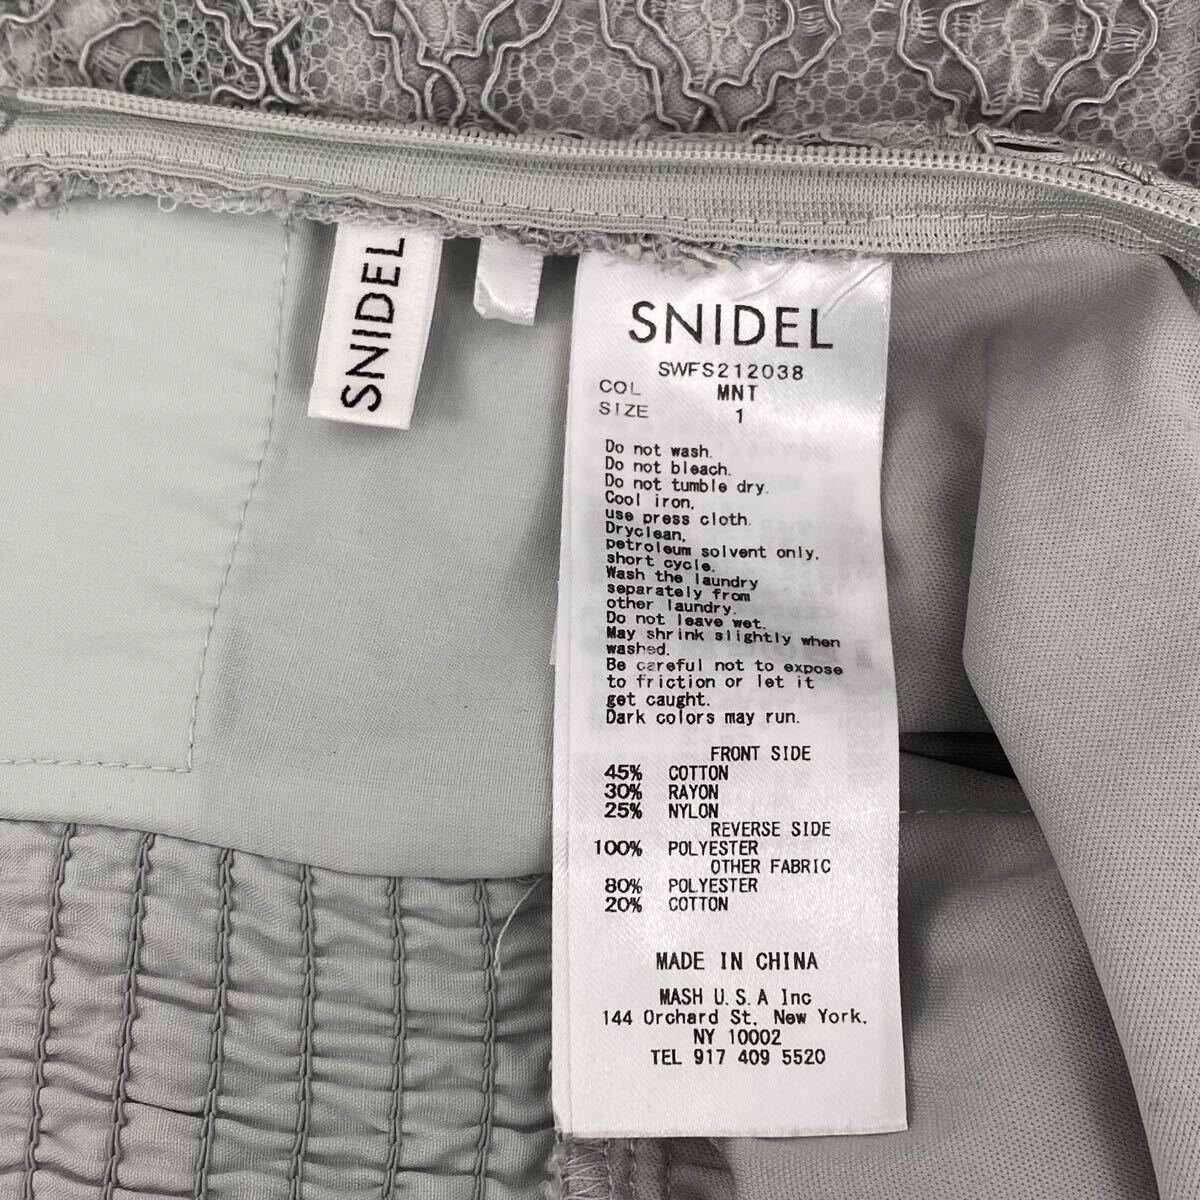 SNIDEL
SNIDEL
SWFS212038
COL MNT
SIZE 1
Do not wash.
Do not bleach.
Do not tumble dry.
Cool iron,
use press cloth.
Dryclean,
petroleum solvent only,
short cycle.
Wash the laundry
separately from
other laundry.
Do not leave wet.
May shrink slightly when
washed.
Be careful not to expose
to friction or let it
get caught.
Dark colors may run.
FRONT SIDE
45% COTTON
30% RAYON
25% NYLON
REVERSE SIDE
100% POLYESTER
OTHER FABRIC
80% POLYESTER
20% COTTON
MADE IN CHINA
MASH U.S.A Inc
144 Orchard St, New York,
NY 10002
TEL 917 409 5520